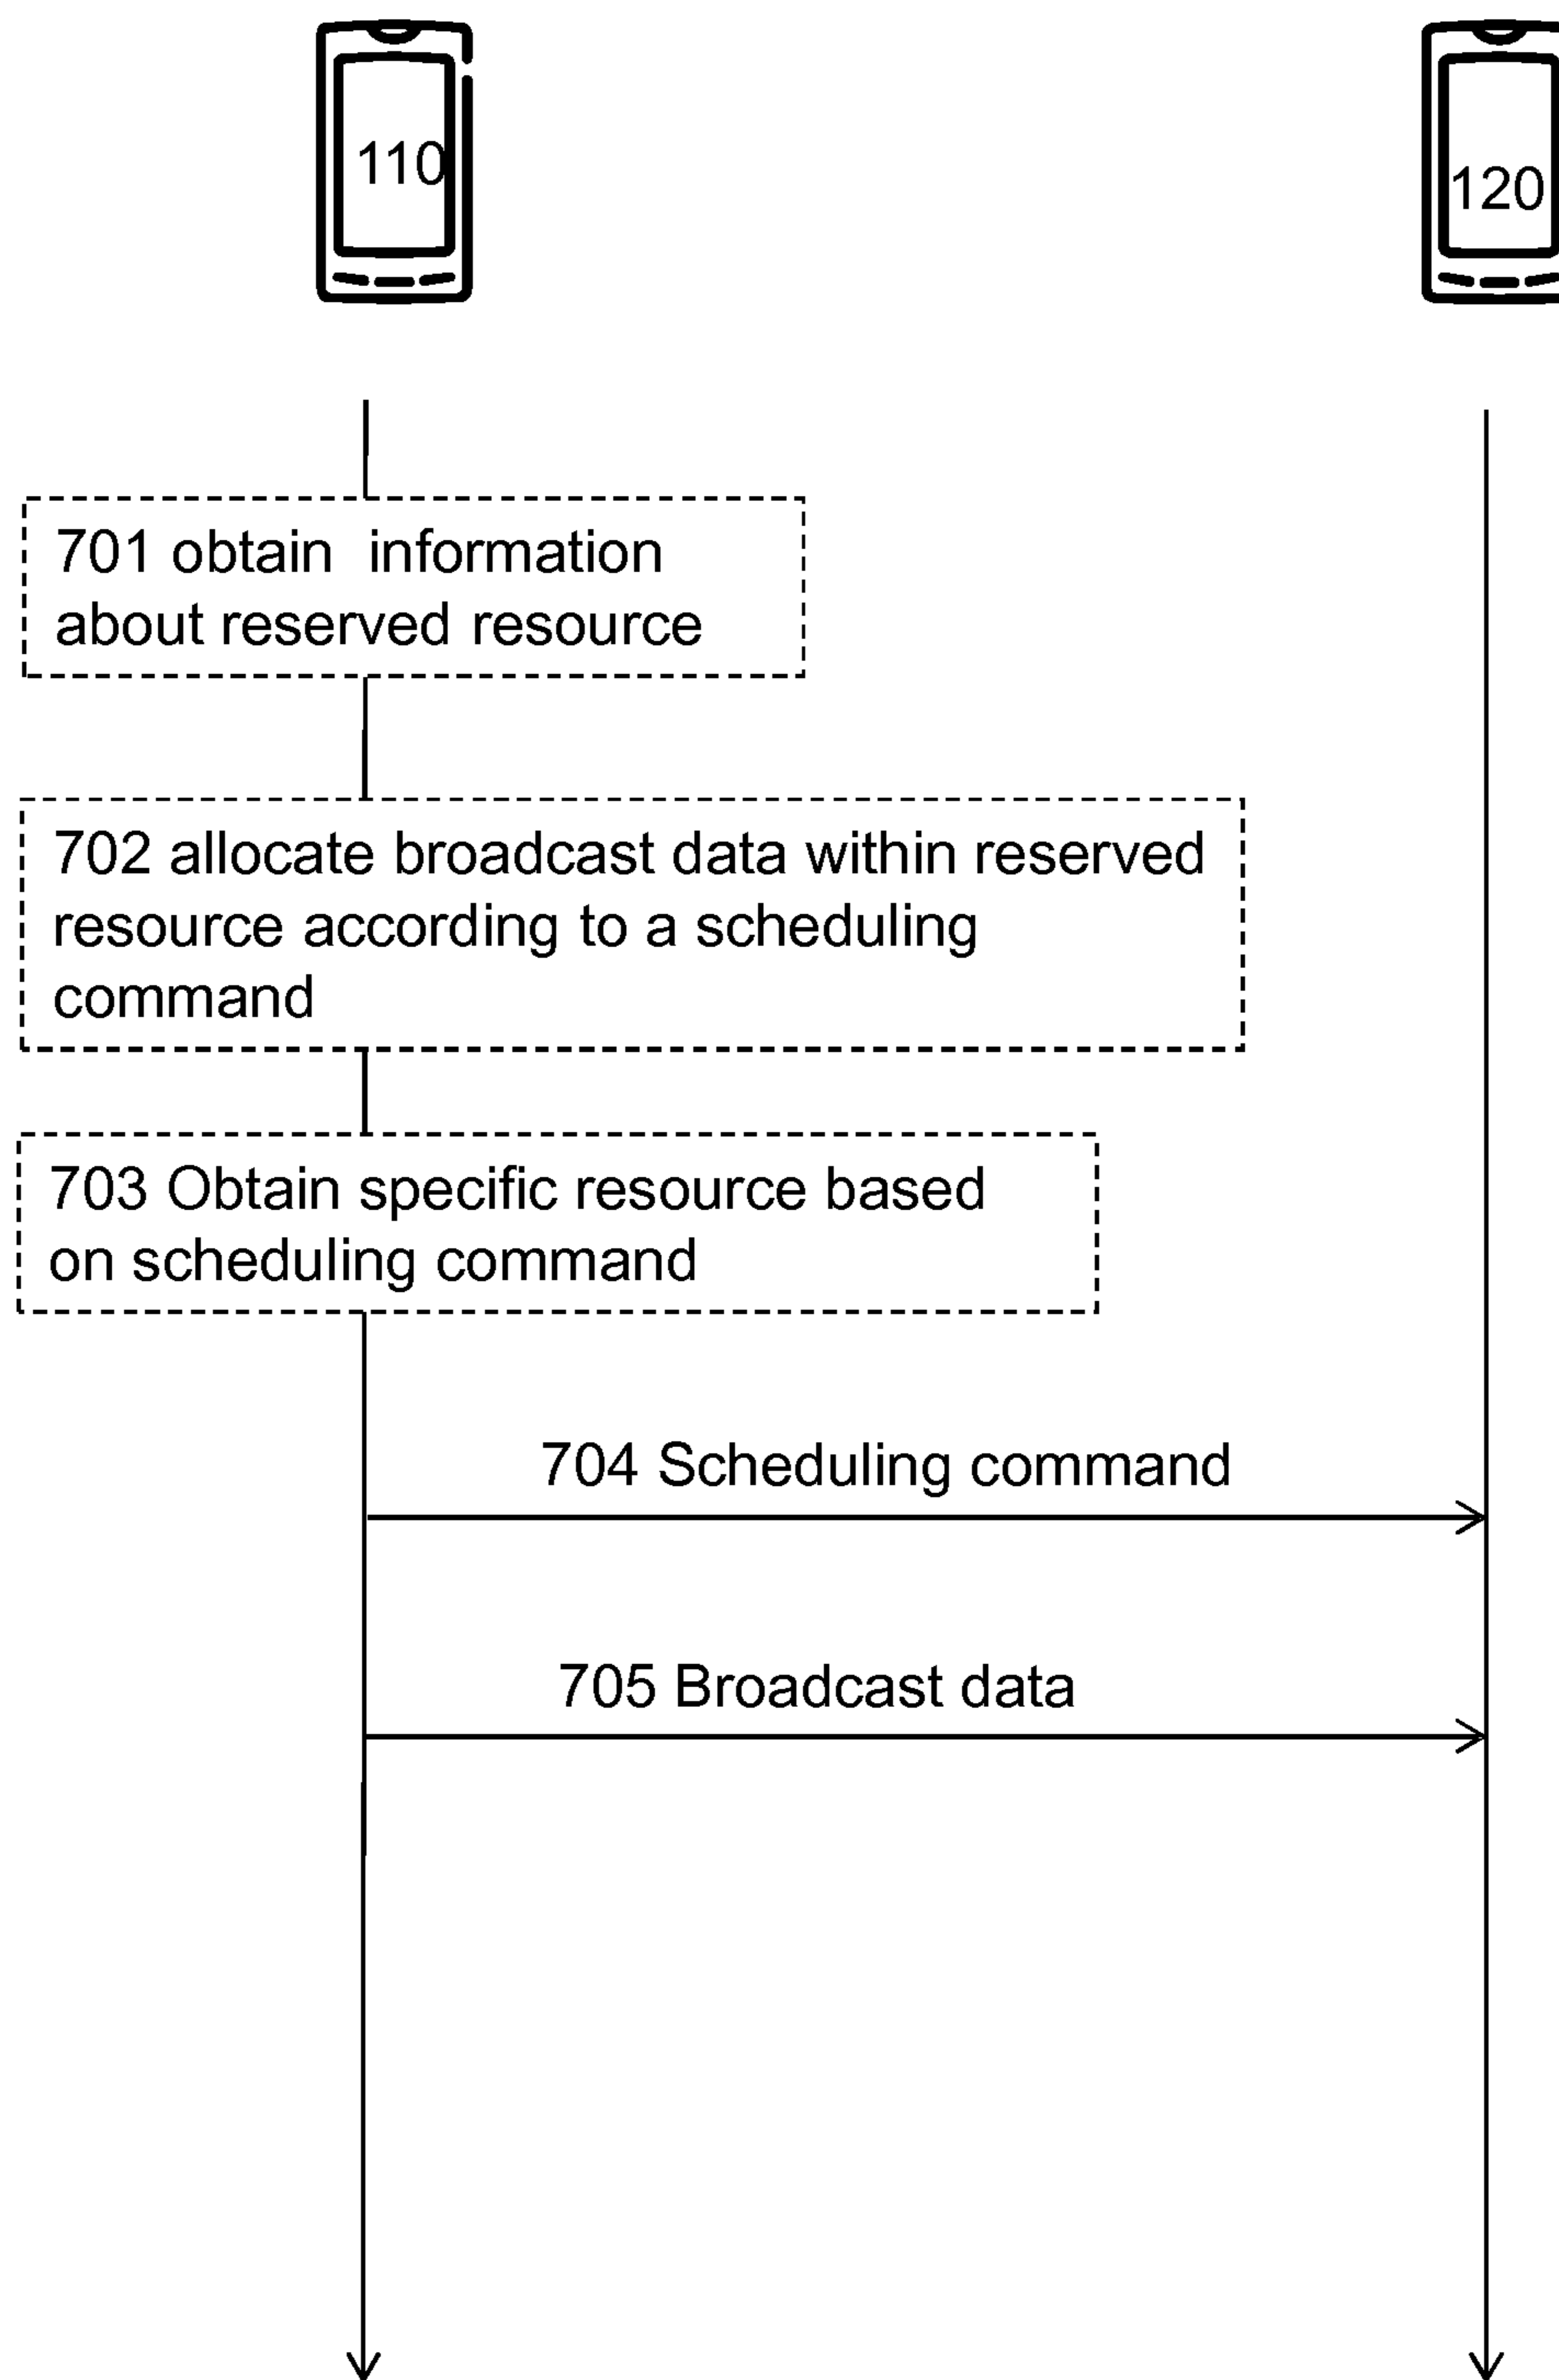 110
120
701 obtain information
about reserved resource
702 allocate broadcast data within reserved
resource according to a scheduling
command
703 Obtain specific resource based
on scheduling command
704 Scheduling command
705 Broadcast data